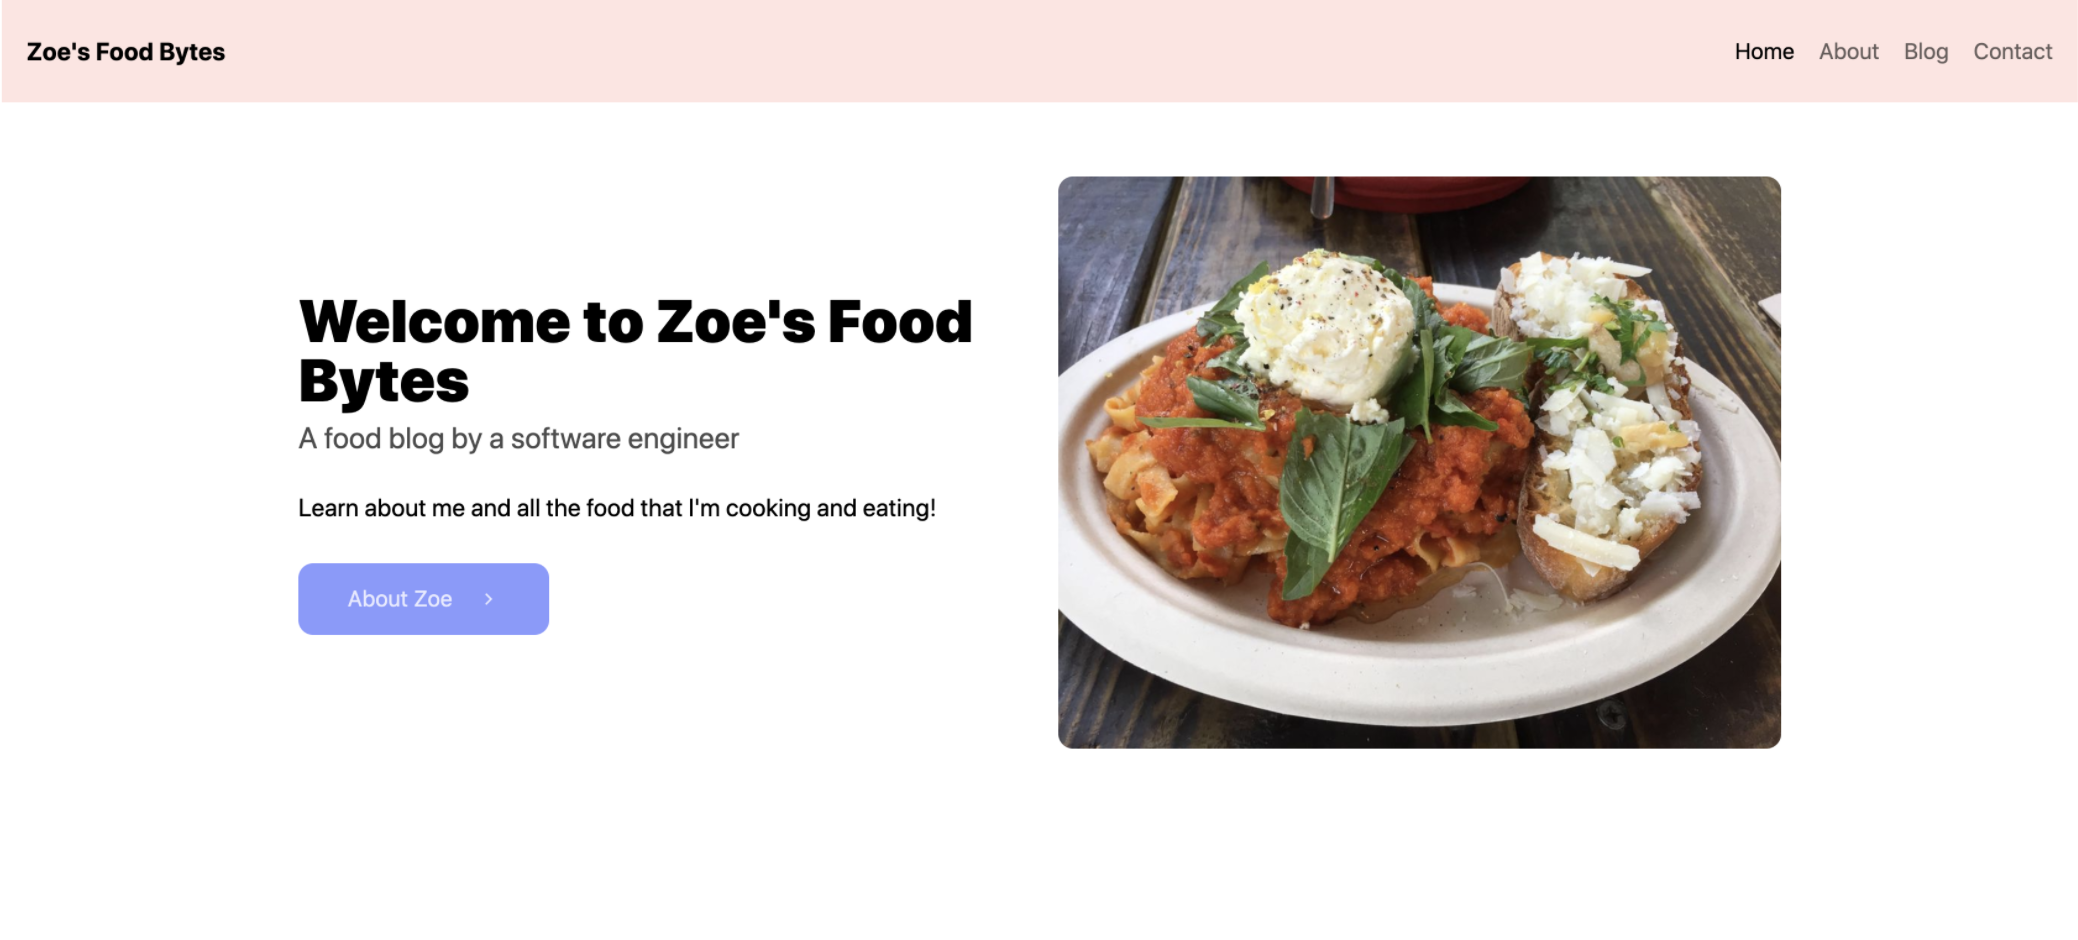 Zoe's Food Bytes
Home About Blog Contact
Welcome to Zoe's Food
Bytes
A food blog by a software engineer
Learn about me and all the food that I'm cooking and eating!
About Zoe >